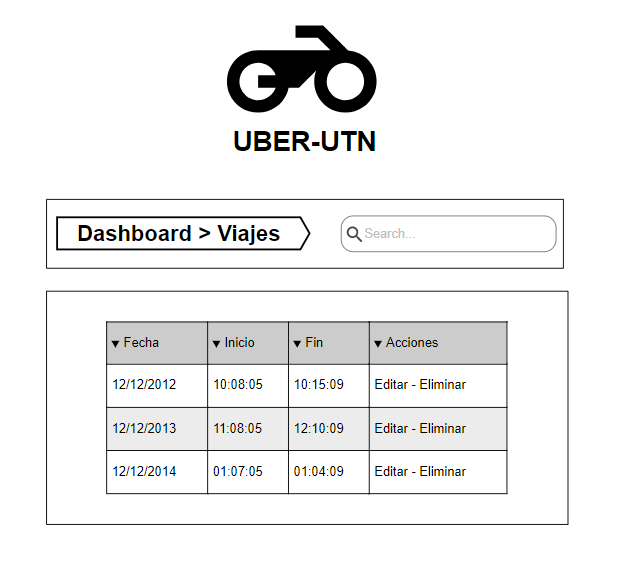 UBER-UTN
Dashboard > Viajes
Search...
▼ Fecha ▼ Inicio ▼ Fin ▼ Acciones
12/12/2012 10:08:05 10:15:09 Editar - Eliminar
12/12/2013 11:08:05 12:10:09 Editar - Eliminar
12/12/2014 01:07:05 01:04:09 Editar - Eliminar